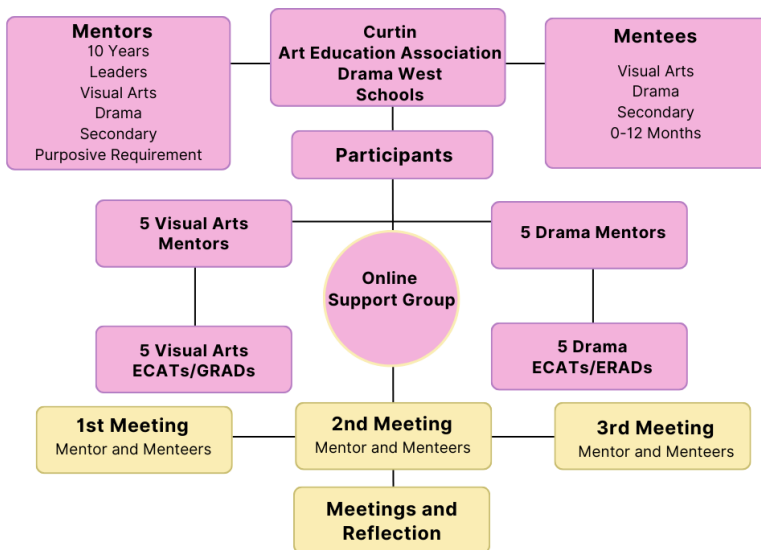 Mentors
10 Years
Leaders
Visual Arts
Drama
Secondary
Purposive Requirement
Curtin
Art Education Association
Drama West
Schools
Mentees
Visual Arts
Drama
Secondary
0-12 Months
Participants
5 Visual Arts
Mentors
5 Drama Mentors
Online
Support Group
5 Visual Arts
ECATs/GRADs
5 Drama
ECATs/ERADs
1st Meeting
Mentor and Menteers
2nd Meeting
Mentor and Menteers
3rd Meeting
Mentor and Menteers
Meetings and
Reflection